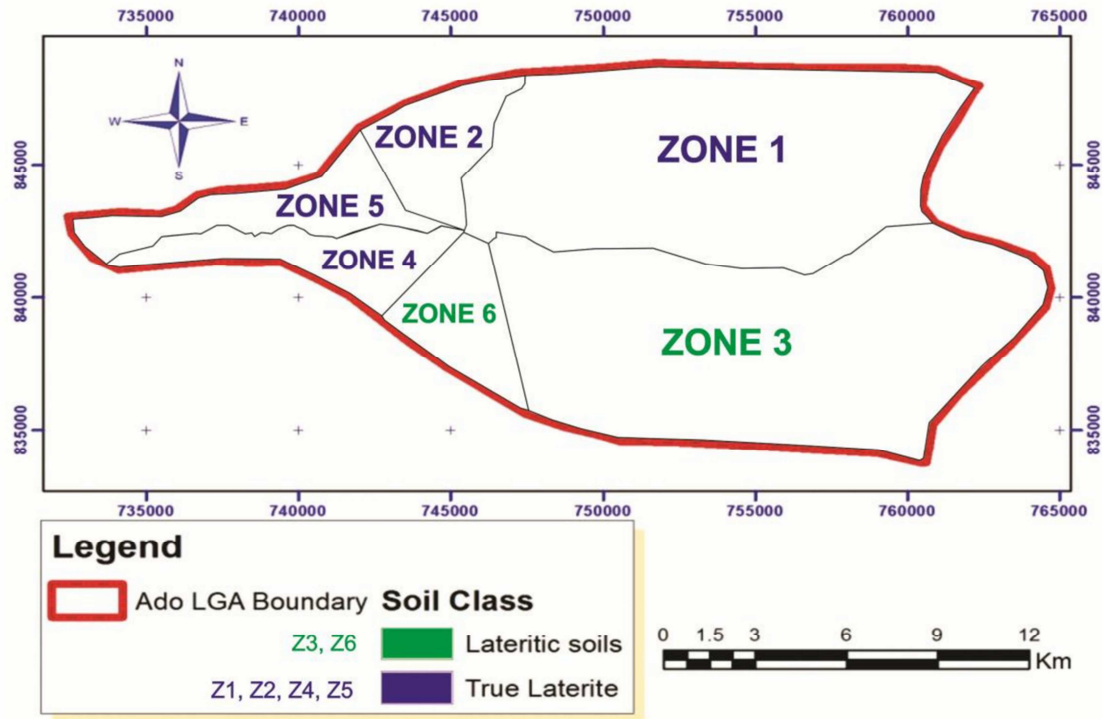 735000 740000 745000 750000 755000 760000 765000
N
W E
S
845000 845000
840000 840000
835000 835000
ZONE 2
ZONE 1
ZONE 5
ZONE 4
ZONE 6
ZONE 3
735000 740000 745000 750000 755000 760000 765000
Legend
Ado LGA Boundary Soil Class
Z3, Z6 Lateritic soils
Z1, Z2, Z4, Z5 True Laterite
0 1.5 3 6 9 12
Km